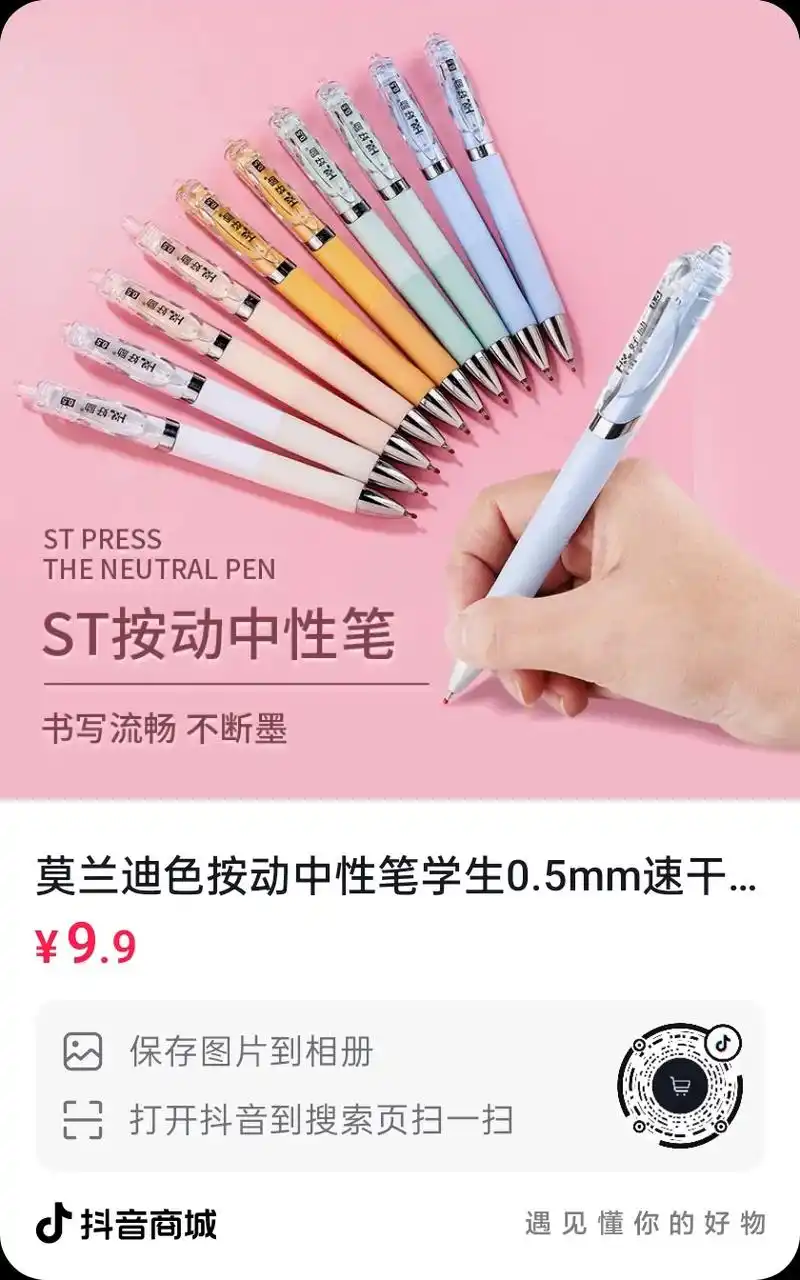 ST PRESS
THE NEUTRAL PEN
ST按动中性笔
书写流畅 不断墨
莫兰迪色按动中性笔学生0.5mm速干...
¥9.9
保存图片到相册
打开抖音到搜索页扫一扫
抖音商城
遇见懂你的好物